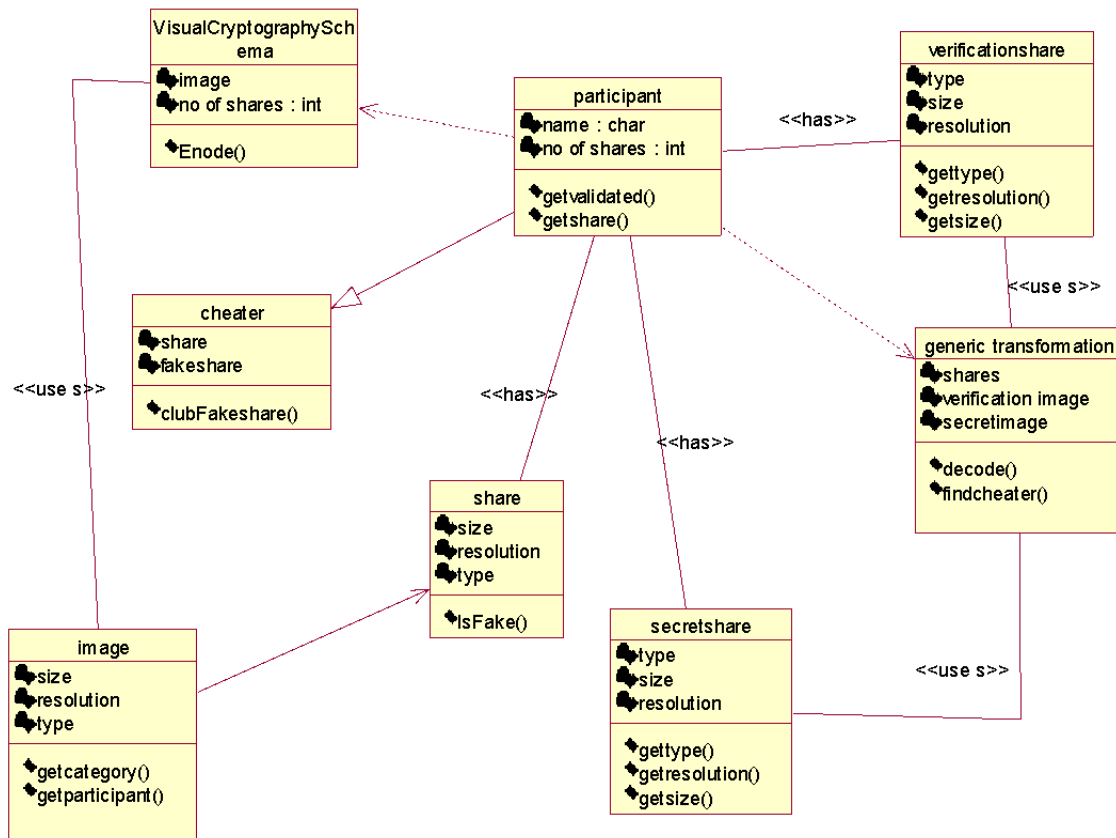 VisualCryptographySch
ema
image
no of shares : int
Enode()
participant
name : char
no of shares : int
getvalidated()
getshare()
<<has>>
verificationshare
type
size
resolution
gettype()
getresolution()
getsize()
<<use s>>
cheater
share
fakeshare
clubFakeshare()
<<use s>>
<<has>>
<<has>>
generic transformation
shares
verification image
secretimage
decode()
findcheater()
share
size
resolution
type
IsFake()
image
size
resolution
type
getcategory()
getparticipant()
secretshare
type
size
resolution
gettype()
getresolution()
getsize()
<<use s>>